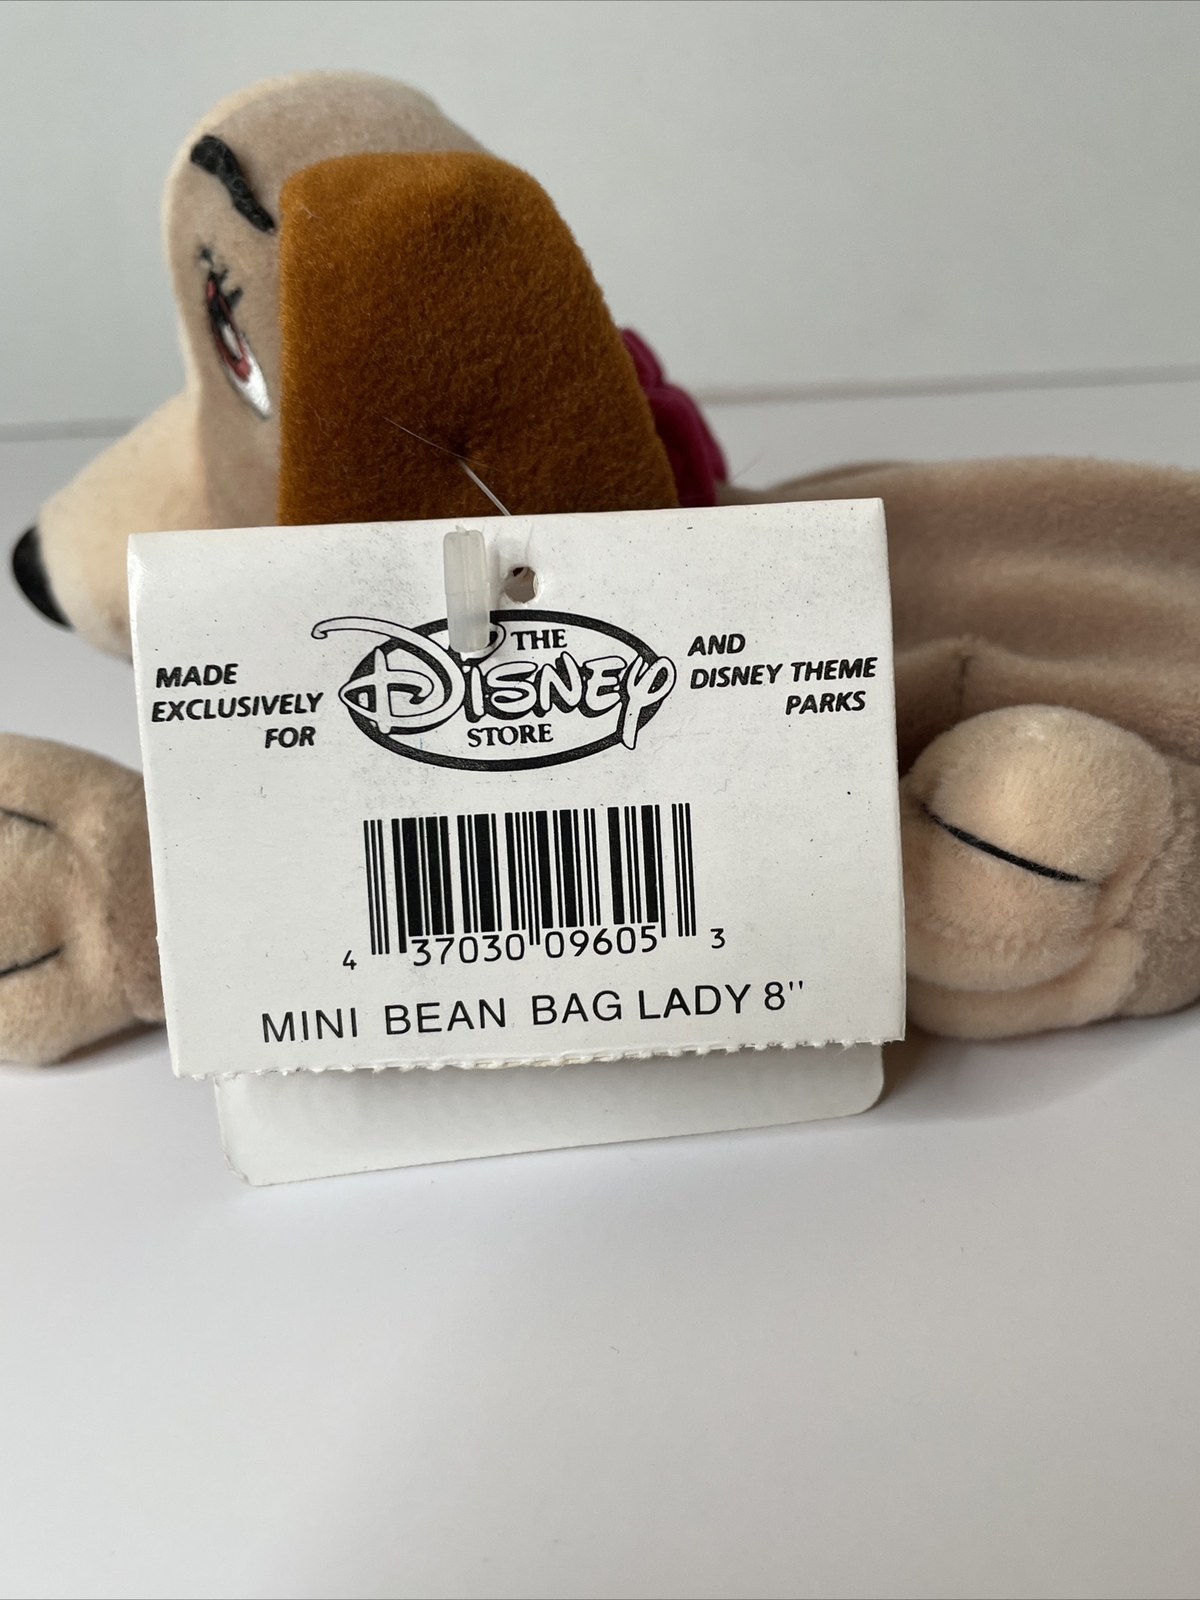 MADE
EXCLUSIVELY
FOR
THE
DISNEY
STORE
AND
DISNEY THEME
PARKS
4 37030 09605 3
MINI BEAN BAG LADY 8"